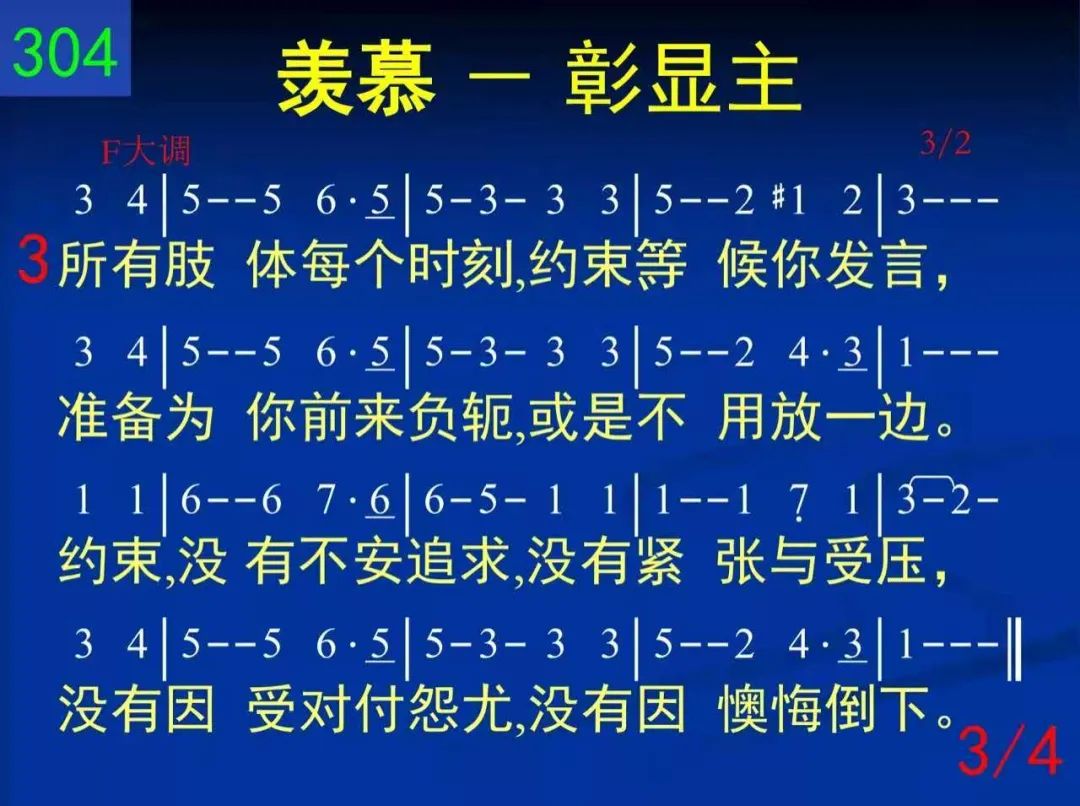 304
羡慕 — 彰显主
F大调 3/2
3 4|5--5 6·5|5-3- 3 3|5--2 #1 2|3---
3 所有肢 体每个时刻,约束等 候你发言，
3 4|5--5 6·5|5-3- 3 3|5--2 4·3|1---
准备为 你前来负轭,或是不 用放一边。
1 1|6--6 7·6|6-5- 1 1|1--1 7̣ 1|3-2-
约束,没 有不安追求,没有紧 张与受压，
3 4|5--5 6·5|5-3- 3 3|5--2 4·3|1---‖
没有因 受对付怨尤,没有因 懊悔倒下。
3/4